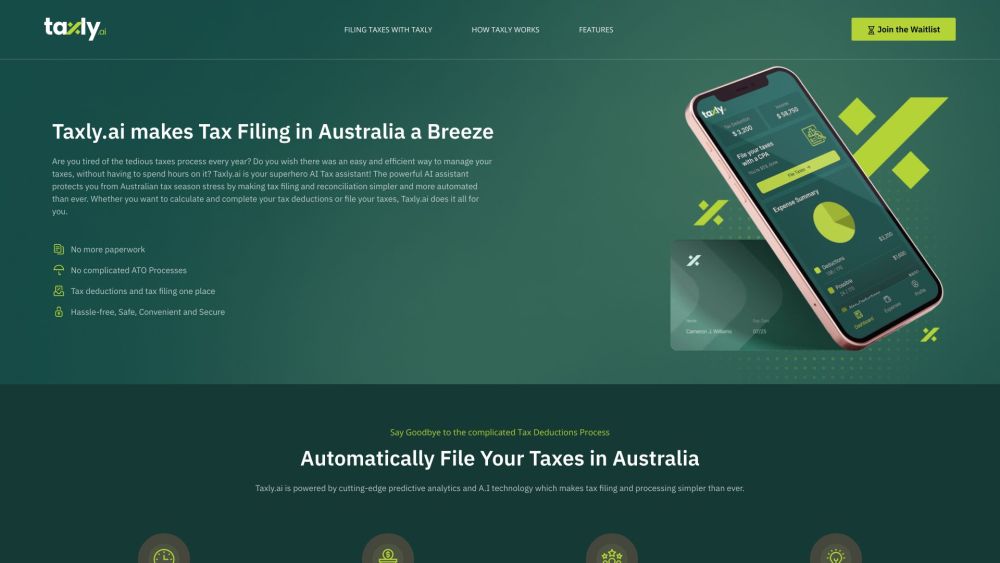 taxly.ai
FILING TAXES WITH TAXLY
HOW TAXLY WORKS
FEATURES
Join the Waitlist
Taxly.ai makes Tax Filing in Australia a Breeze
Are you tired of the tedious taxes process every year? Do you wish there was an easy and efficient way to manage your
taxes, without having to spend hours on it? Taxly.ai is your superhero AI Tax assistant! The powerful AI assistant
protects you from Australian tax season stress by making tax filing and reconciliation simpler and more automated
than ever. Whether you want to calculate and complete your tax deductions or file your taxes, Taxly.ai does it all for
you.
No more paperwork
No complicated ATO Processes
Tax deductions and tax filing one place
Hassle-free, Safe, Convenient and Secure
taxly
Tax Deduction
$ 3,200
Income
$ 59,750
File your taxes
with a CPA
File Taxes
Expense Summary
$3,200
Deductions
$1,600
Possible
Dashboard
Expenses
Profile
Name
Cameron J. Williams
07/25
Say Goodbye to the complicated Tax Deductions Process
Automatically File Your Taxes in Australia
Taxly.ai is powered by cutting-edge predictive analytics and A.I technology which makes tax filing and processing simpler than ever.